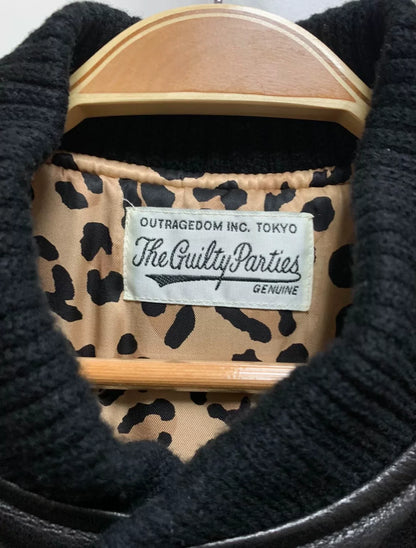 OUTRAGEDOM INC. TOKYO
The Guilty Parties
GENUINE